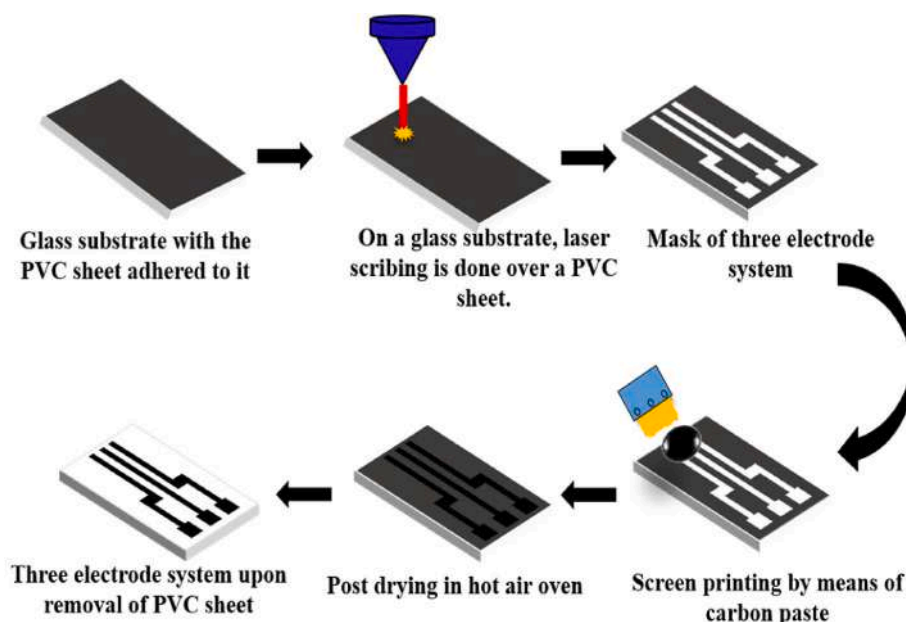 Glass substrate with the
PVC sheet adhered to it
On a glass substrate, laser
scribing is done over a PVC
sheet.
Mask of three electrode
system
Three electrode system upon
removal of PVC sheet
Post drying in hot air oven
Screen printing by means of
carbon paste